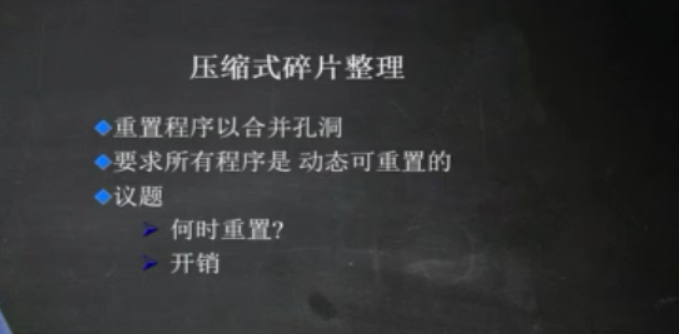 压缩式碎片整理
重置程序以合并孔洞
要求所有程序是 动态可重置的
议题
何时重置?
开销